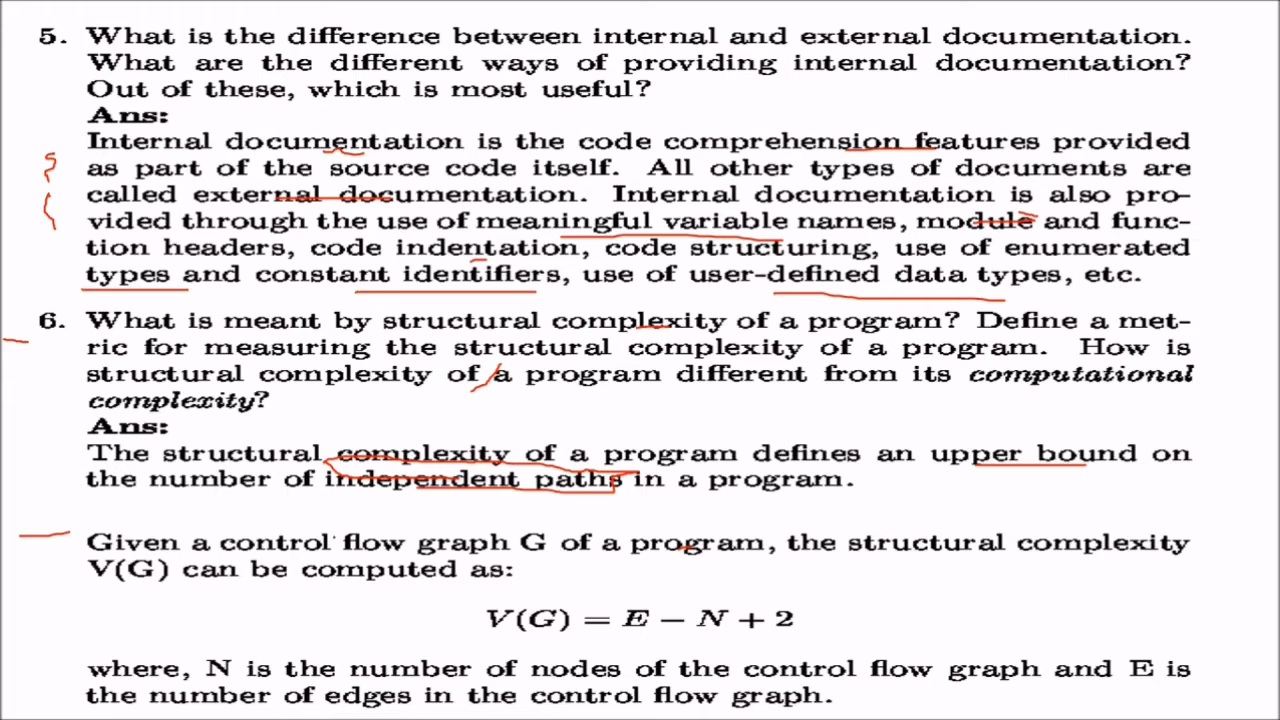 5. What is the difference between internal and external documentation.
What are the different ways of providing internal documentation?
Out of these, which is most useful?
Ans:
Internal documentation is the code comprehension features provided
as part of the source code itself. All other types of documents are
called external documentation. Internal documentation is also pro-
vided through the use of meaningful variable names, module and func-
tion headers, code indentation, code structuring, use of enumerated
types and constant identifiers, use of user-defined data types, etc.
6. What is meant by structural complexity of a program? Define a met-
ric for measuring the structural complexity of a program. How is
structural complexity of a program different from its computational
complexity?
Ans:
The structural complexity of a program defines an upper bound on
the number of independent paths in a program.
Given a control flow graph G of a program, the structural complexity
V(G) can be computed as:
V(G) = E − N + 2
where, N is the number of nodes of the control flow graph and E is
the number of edges in the control flow graph.